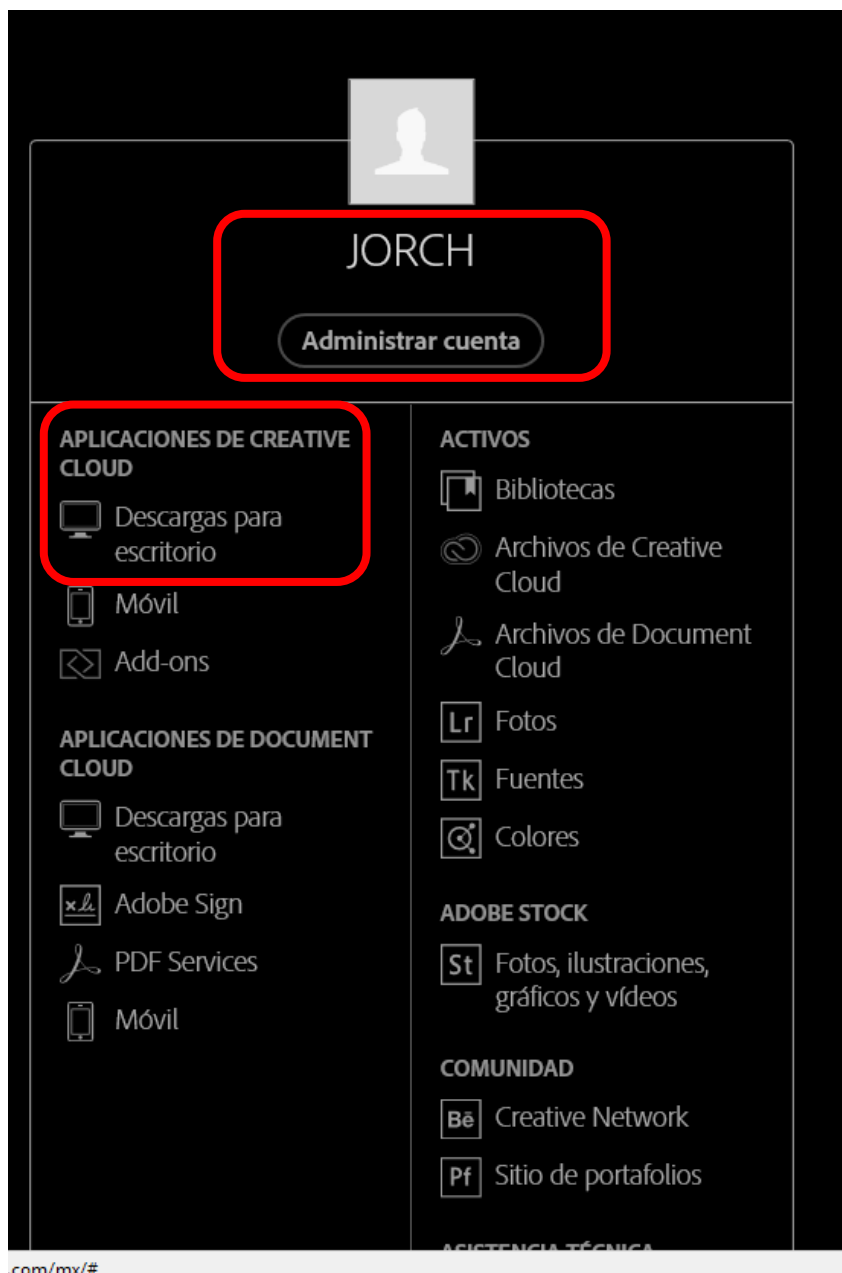 JORCH
Administrar cuenta
APLICACIONES DE CREATIVE
CLOUD
Descargas para
escritorio
Móvil
Add-ons
APLICACIONES DE DOCUMENT
CLOUD
Descargas para
escritorio
Adobe Sign
PDF Services
Móvil
ACTIVOS
Bibliotecas
Archivos de Creative
Cloud
Archivos de Document
Cloud
Lr Fotos
Tk Fuentes
Colores
ADOBE STOCK
St Fotos, ilustraciones,
gráficos y vídeos
COMUNIDAD
Bē Creative Network
Pf Sitio de portafolios
ASISTENCIA TÉCNICA
com/mx/#